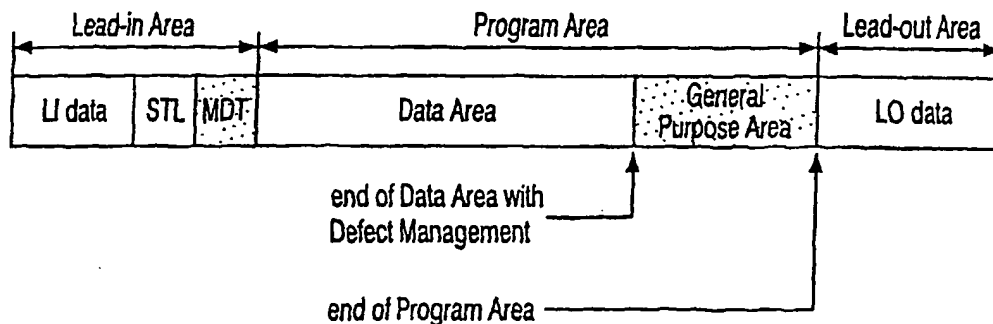 Lead-in Area
Program Area
Lead-out Area
LI data
STL
MDT
Data Area
General
Purpose Area
LO data
end of Data Area with
Defect Management
end of Program Area